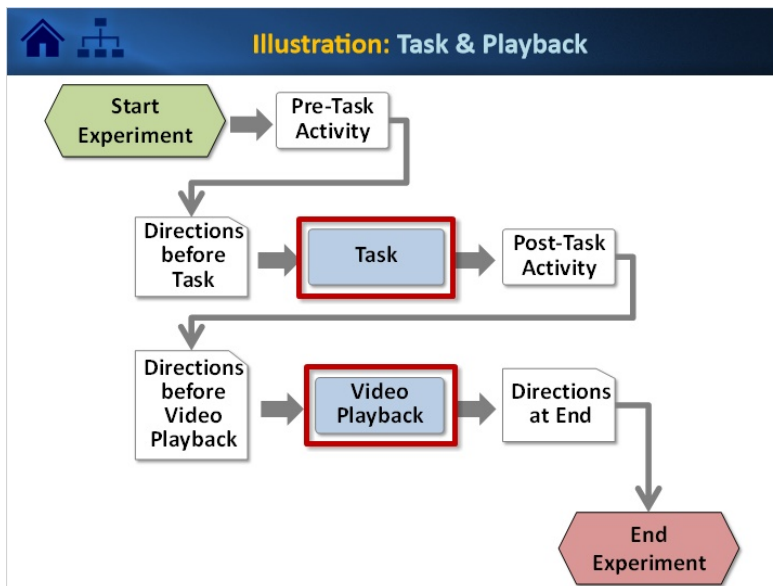 Illustration: Task & Playback
Start
Experiment
Pre-Task
Activity
Directions
before
Task
Task
Post-Task
Activity
Directions
before
Video
Playback
Video
Playback
Directions
at End
End
Experiment